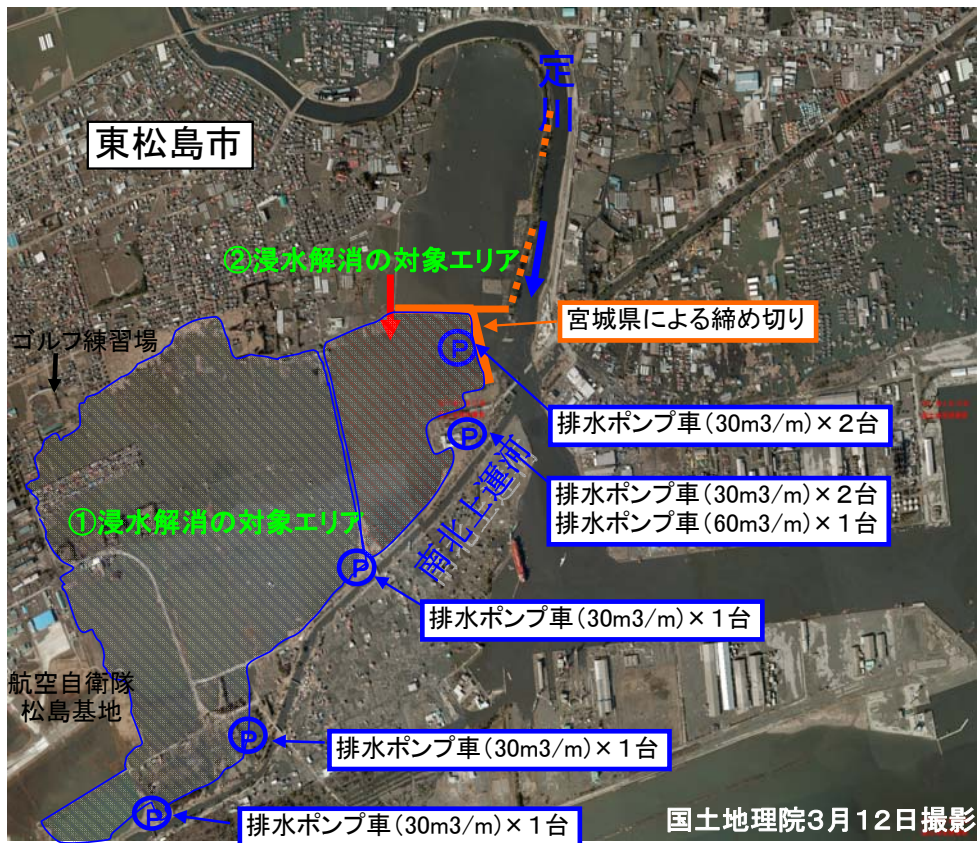 定川
東松島市
②浸水解消の対象エリア
宮城県による締め切り
ゴルフ練習場
P
排水ポンプ車(30m3/m)×2台
P
排水ポンプ車(30m3/m)×2台
排水ポンプ車(60m3/m)×1台
南北上運河
①浸水解消の対象エリア
P
排水ポンプ車(30m3/m)×1台
航空自衛隊
松島基地
P
排水ポンプ車(30m3/m)×1台
P
排水ポンプ車(30m3/m)×1台
国土地理院3月12日撮影